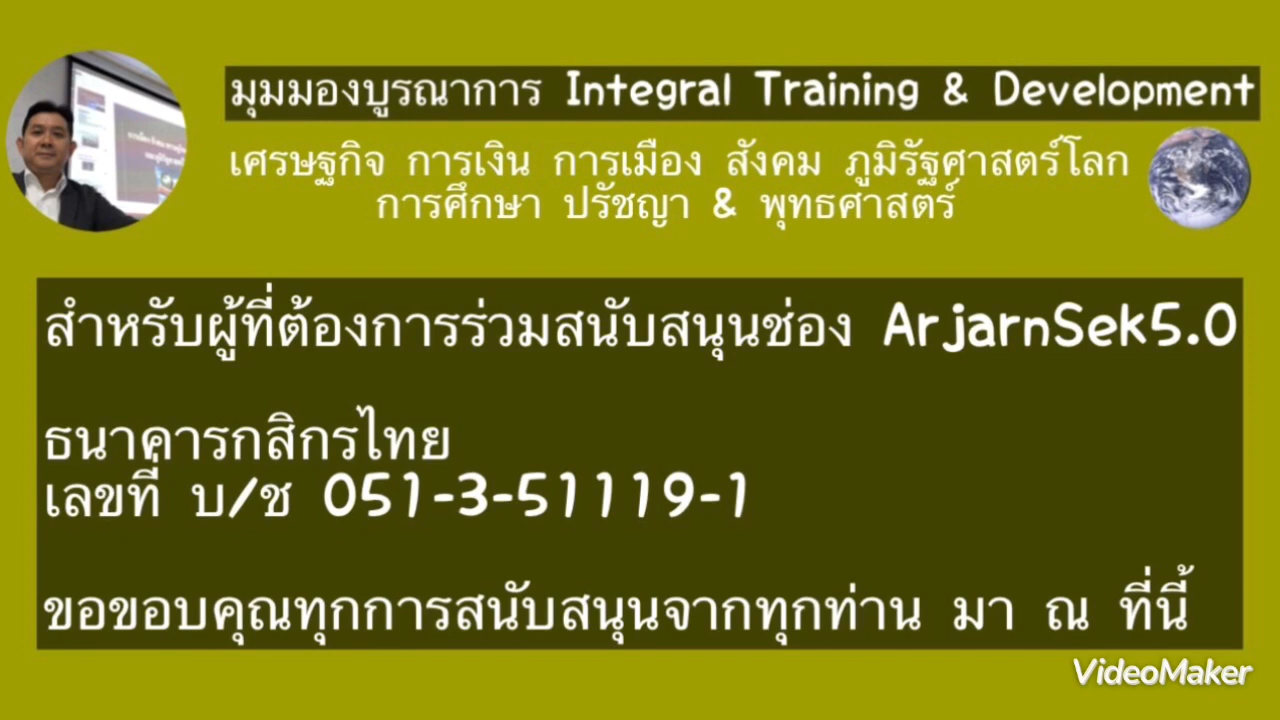 มุมมองบูรณาการ Integral Training & Development
เศรษฐกิจ การเงิน การเมือง สังคม ภูมิรัฐศาสตร์โลก
การศึกษา ปรัชญา & พุทธศาสตร์
สำหรับผู้ที่ต้องการร่วมสนับสนุนช่อง ArjarnSek5.0
ธนาคารกสิกรไทย
เลขที่ บ/ช 051-3-51119-1
ขอขอบคุณทุกการสนับสนุนจากทุกท่าน มา ณ ที่นี้
VideoMaker